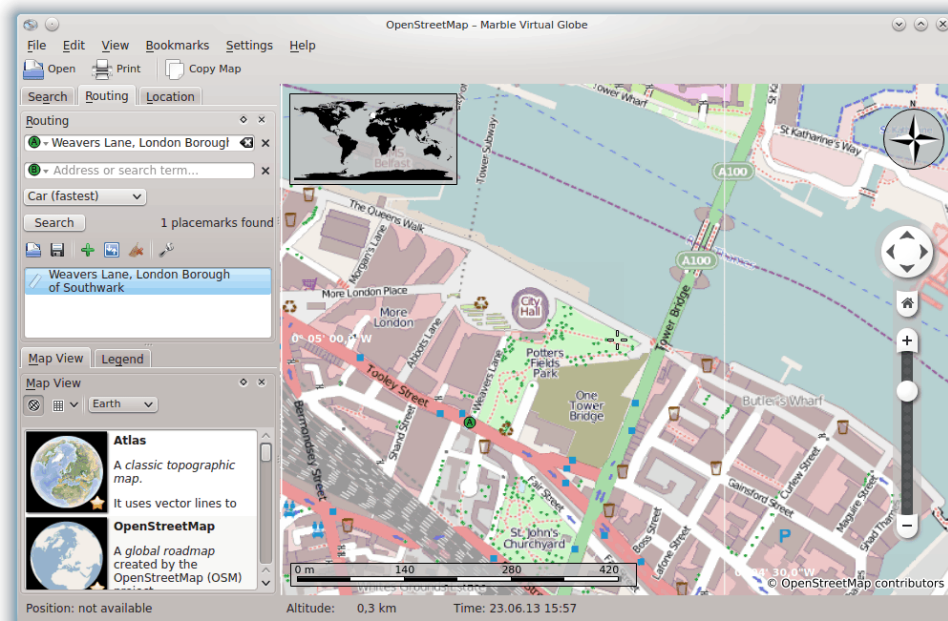 OpenStreetMap – Marble Virtual Globe
File Edit View Bookmarks Settings Help
Open Print Copy Map
Search Routing Location
Routing
A Weavers Lane, London Borough
B Address or search term...
Car (fastest)
Search 1 placemarks found
Weavers Lane, London Borough
of Southwark
Map View Legend
Map View
Earth
Atlas
A classic topographic
map.
It uses vector lines to
OpenStreetMap
A global roadmap
created by the
OpenStreetMap (OSM)
Belfast
Tower Wharf
Tower Subway
St Katharine's Way
N
A100
A100
The Queens Walk
Morgan's Lane
More London Place
More
London
City
Hall
Tower Bridge
0° 05' 00,0"W
Abbots Lane
Weavers Lane
Potters
Fields
Park
One
Tower
Bridge
Tooley Street
Butler's Wharf
Bermondsey Street
Shand Street
A
Fair Street
Gainsford Street
Curlew Street
Maguire Street
Boss Street
Lafone Street
St. John's
Churchyard
P
0 m 140 280 420
© OpenStreetMap contributors
Position: not available Altitude: 0,3 km Time: 23.06.13 15:57